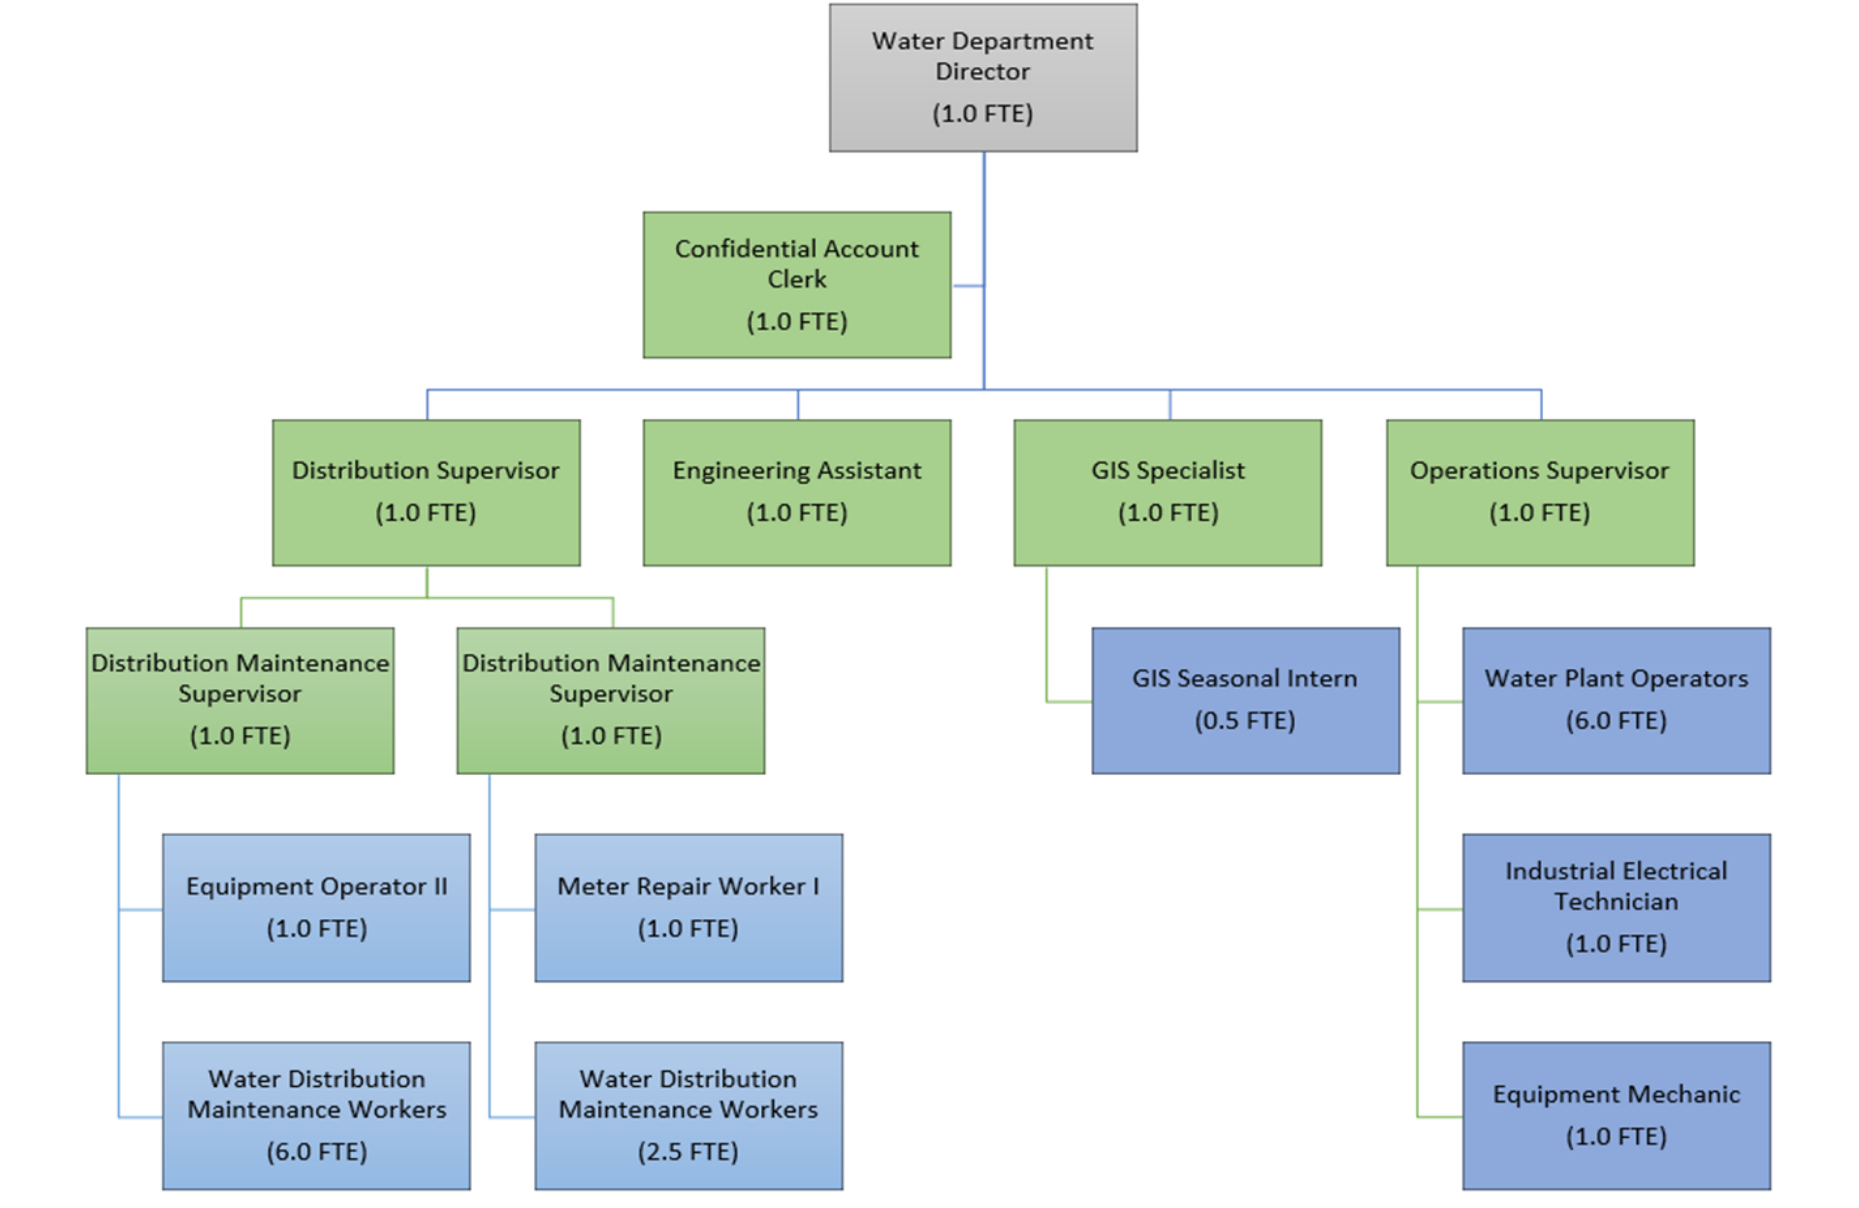 Water Department
Director
(1.0 FTE)
Confidential Account
Clerk
(1.0 FTE)
Distribution Supervisor
(1.0 FTE)
Engineering Assistant
(1.0 FTE)
GIS Specialist
(1.0 FTE)
Operations Supervisor
(1.0 FTE)
Distribution Maintenance
Supervisor
(1.0 FTE)
Distribution Maintenance
Supervisor
(1.0 FTE)
GIS Seasonal Intern
(0.5 FTE)
Water Plant Operators
(6.0 FTE)
Equipment Operator II
(1.0 FTE)
Meter Repair Worker I
(1.0 FTE)
Industrial Electrical
Technician
(1.0 FTE)
Water Distribution
Maintenance Workers
(6.0 FTE)
Water Distribution
Maintenance Workers
(2.5 FTE)
Equipment Mechanic
(1.0 FTE)